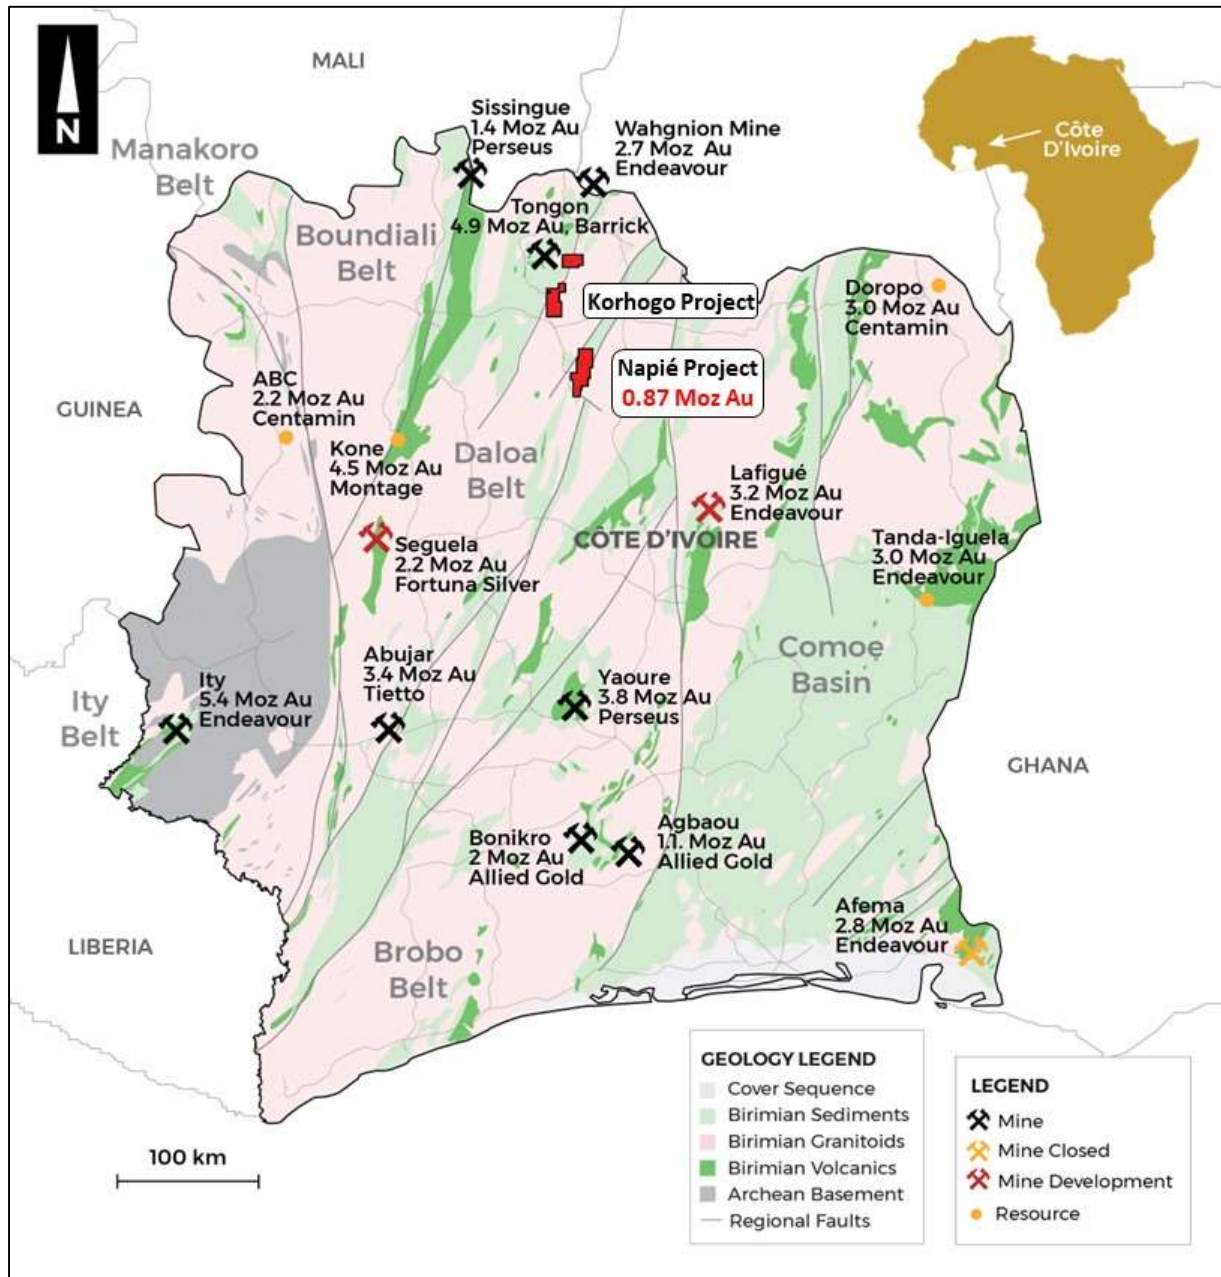 N
MALI
Manakoro
Belt
Sissingue
1.4 Moz Au
Perseus
Wahgnion Mine
2.7 Moz Au
Endeavour
Côte
D'Ivoire
Boundiali
Belt
Tongon
4.9 Moz Au, Barrick
Korhogo Project
Doropo
3.0 Moz Au
Centamin
Napié Project
0.87 Moz Au
GUINEA
ABC
2.2 Moz Au
Centamin
Kone
4.5 Moz Au
Montage
Daloa
Belt
Lafigué
3.2 Moz Au
Endeavour
CÔTE D'IVOIRE
Seguela
2.2 Moz Au
Fortuna Silver
Tanda-Iguela
3.0 Moz Au
Endeavour
Comoe
Basin
Ity
Belt
Ity
5.4 Moz Au
Endeavour
Abujar
3.4 Moz Au
Tietto
Yaoure
3.8 Moz Au
Perseus
GHANA
Bonikro
2 Moz Au
Allied Gold
Agbaou
1.1. Moz Au
Allied Gold
Afema
2.8 Moz Au
Endeavour
LIBERIA
Brobo
Belt
100 km
GEOLOGY LEGEND
Cover Sequence
Birimian Sediments
Birimian Granitoids
Birimian Volcanics
Archean Basement
Regional Faults
LEGEND
Mine
Mine Closed
Mine Development
Resource